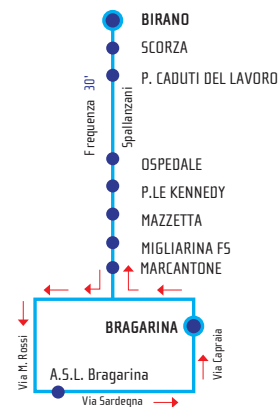 BIRANO
SCORZA
P. CADUTI DEL LAVORO
Frequenza 30'
Spallanzani
OSPEDALE
P.LE KENNEDY
MAZZETTA
MIGLIARINA FS
MARCANTONE
BRAGARINA
Via M. Rossi
Via Capraia
A.S.L. Bragarina
Via Sardegna